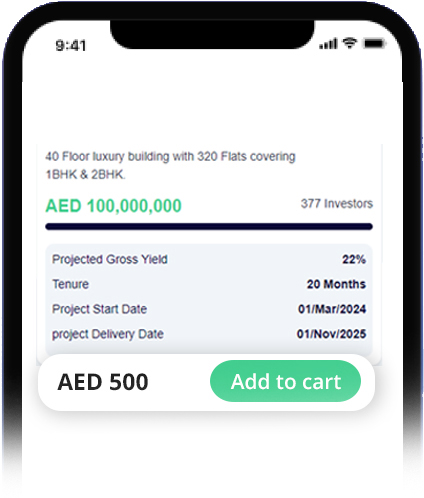 9:41
40 Floor luxury building with 320 Flats covering
1BHK & 2BHK.
AED 100,000,000 377 Investors
Projected Gross Yield 22%
Tenure 20 Months
Project Start Date 01/Mar/2024
project Delivery Date 01/Nov/2025
AED 500 Add to cart